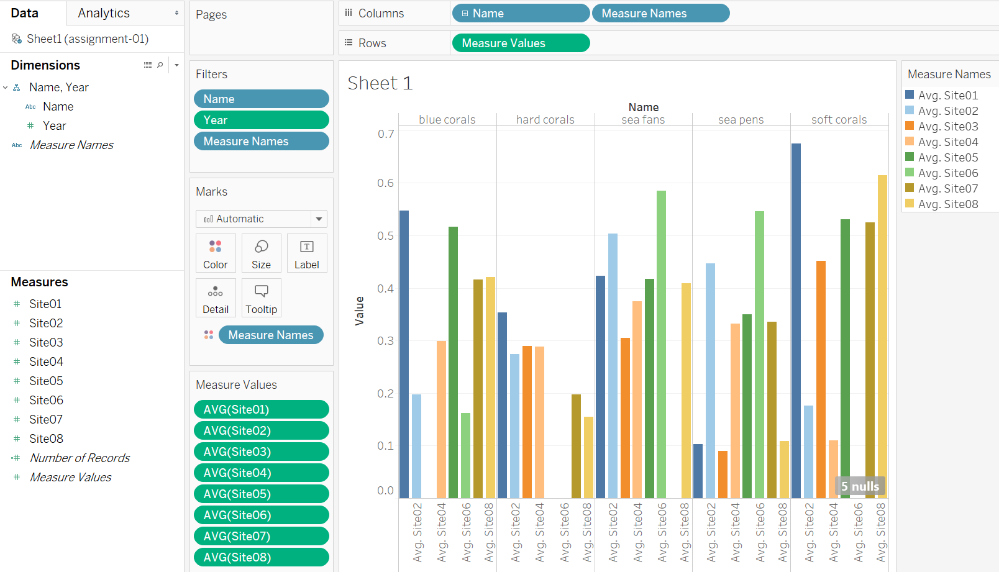 Data
Analytics
Sheet1 (assignment-01)
Dimensions
Name, Year
Abc Name
# Year
Abc Measure Names
Measures
# Site01
# Site02
# Site03
# Site04
# Site05
# Site06
# Site07
# Site08
=# Number of Records
# Measure Values
Pages
Filters
Name
Year
Measure Names
Marks
Automatic
Color
Size
T
Label
Detail
Tooltip
Measure Names
Measure Values
AVG(Site01)
AVG(Site02)
AVG(Site03)
AVG(Site04)
AVG(Site05)
AVG(Site06)
AVG(Site07)
AVG(Site08)
Columns
Name
Measure Names
Rows
Measure Values
Sheet 1
Name
blue corals
hard corals
sea fans
sea pens
soft corals
0.7
0.6
0.5
0.4
0.3
0.2
0.1
0.0
Value
5 nulls
Avg. Site02
Avg. Site04
Avg. Site06
Avg. Site08
Avg. Site02
Avg. Site04
Avg. Site06
Avg. Site08
Avg. Site02
Avg. Site04
Avg. Site06
Avg. Site08
Avg. Site02
Avg. Site04
Avg. Site06
Avg. Site08
Avg. Site02
Avg. Site04
Avg. Site06
Avg. Site08
Measure Names
Avg. Site01
Avg. Site02
Avg. Site03
Avg. Site04
Avg. Site05
Avg. Site06
Avg. Site07
Avg. Site08